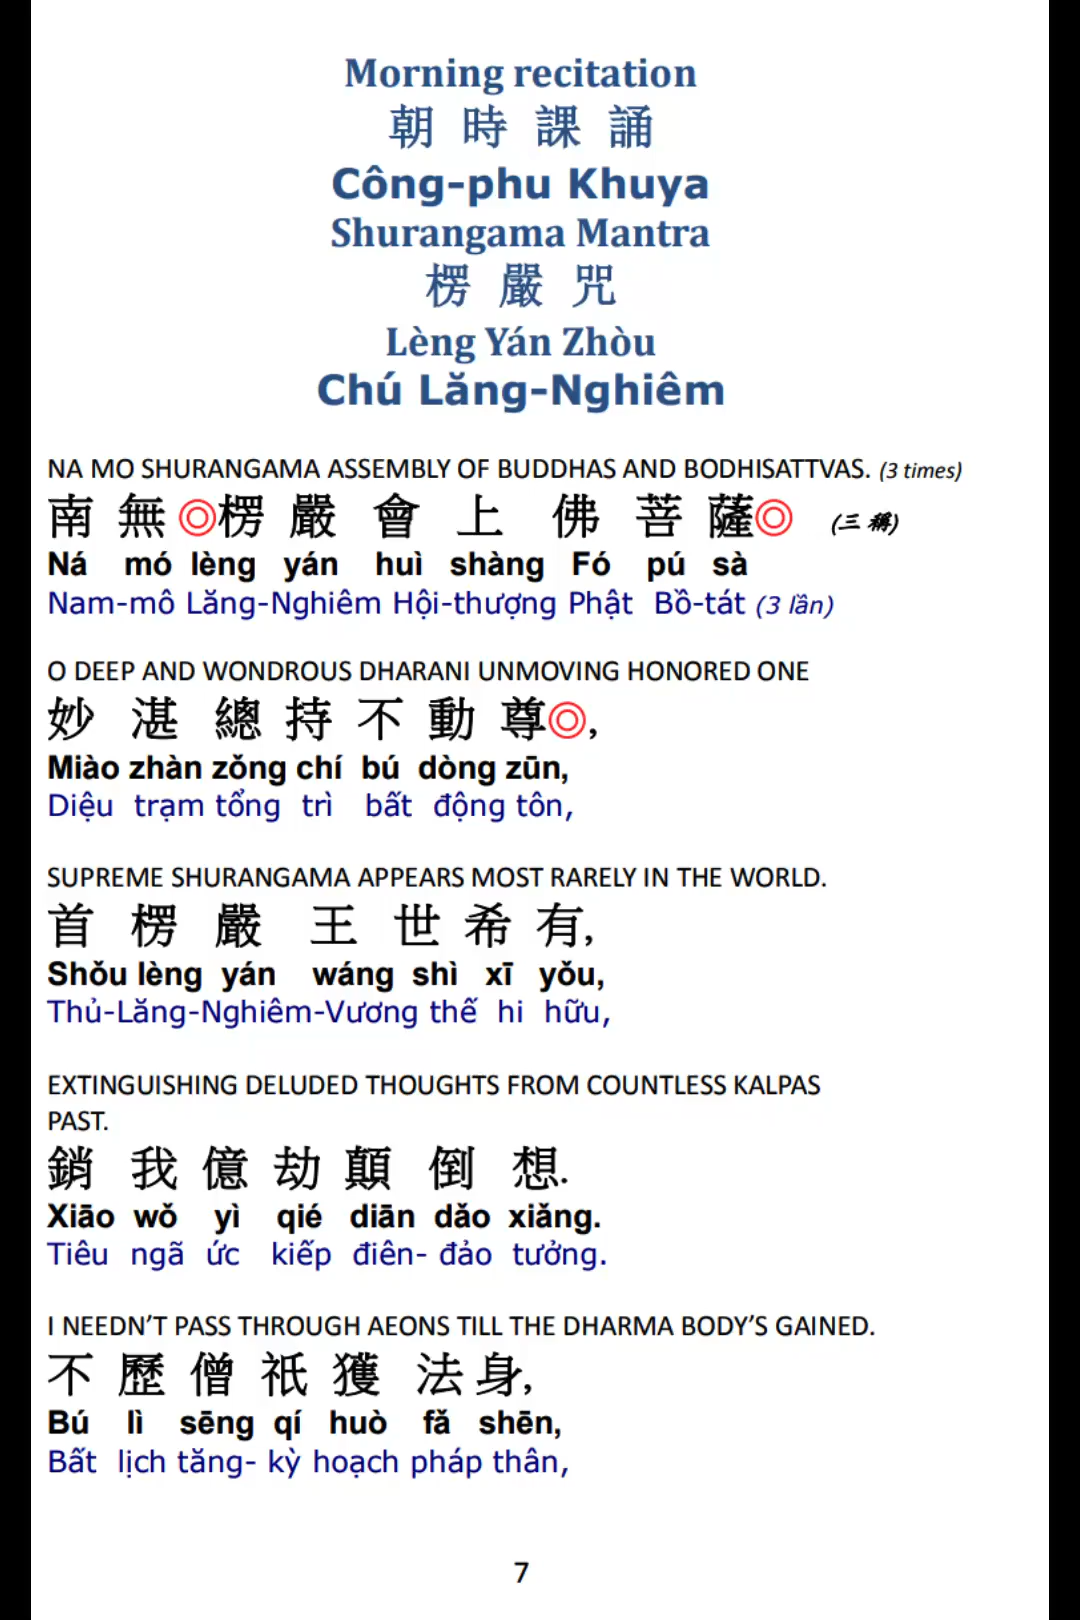 Morning recitation
朝 時 課 誦
Công-phu Khuya
Shurangama Mantra
楞 嚴 咒
Lèng Yán Zhòu
Chú Lăng-Nghiêm
NA MO SHURANGAMA ASSEMBLY OF BUDDHAS AND BODHISATTVAS. (3 times)
南 無 ◎楞 嚴 會 上 佛 菩 薩◎ (三 稱)
Ná mó lèng yán huì shàng Fó pú sà
Nam-mô Lăng-Nghiêm Hội-thượng Phật Bồ-tát (3 lần)
O DEEP AND WONDROUS DHARANI UNMOVING HONORED ONE
妙 湛 總 持 不 動 尊◎,
Miào zhàn zǒng chí bú dòng zūn,
Diệu trạm tổng trì bất động tôn,
SUPREME SHURANGAMA APPEARS MOST RARELY IN THE WORLD.
首 楞 嚴 王 世 希 有,
Shǒu lèng yán wáng shì xī yǒu,
Thủ-Lăng-Nghiêm-Vương thế hi hữu,
EXTINGUISHING DELUDED THOUGHTS FROM COUNTLESS KALPAS
PAST.
銷 我 億 劫 顛 倒 想.
Xiāo wǒ yì qié diān dǎo xiǎng.
Tiêu ngã ức kiếp điên- đảo tưởng.
I NEEDN'T PASS THROUGH AEONS TILL THE DHARMA BODY'S GAINED.
不 歷 僧 祇 獲 法 身,
Bú lì sēng qí huò fǎ shēn,
Bất lịch tăng- kỳ hoạch pháp thân,
7